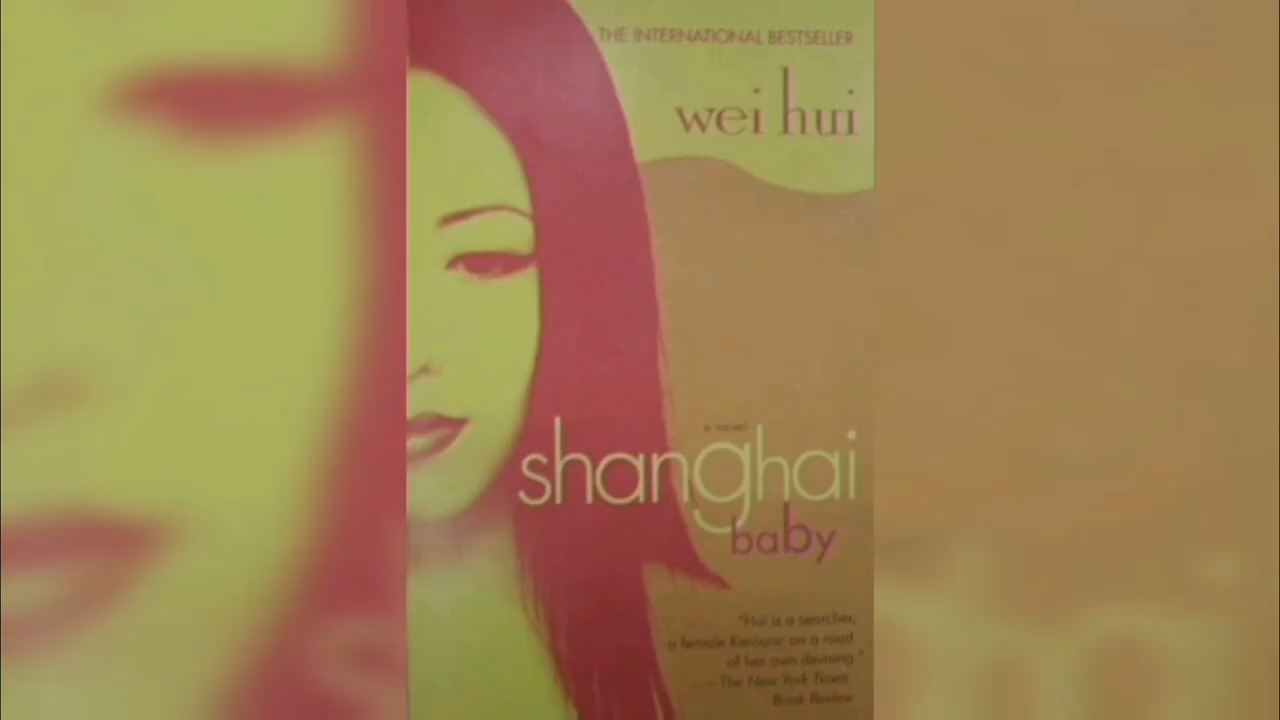 THE INTERNATIONAL BESTSELLER
wei hui
a novel
shanghai
baby
"Hui is a searcher,
a female Kerouac on a road
of her own devising."
—The New York Times
Book Review